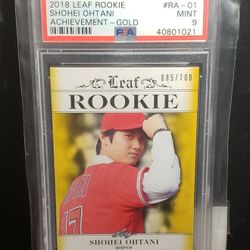 2018 LEAF ROOKIE #RA-01
SHOHEI OHTANI MINT
ACHIEVEMENT-GOLD 9
PSA 40801021
Leaf 085/100
ROOKIE
17
SHOHEI OHTANI